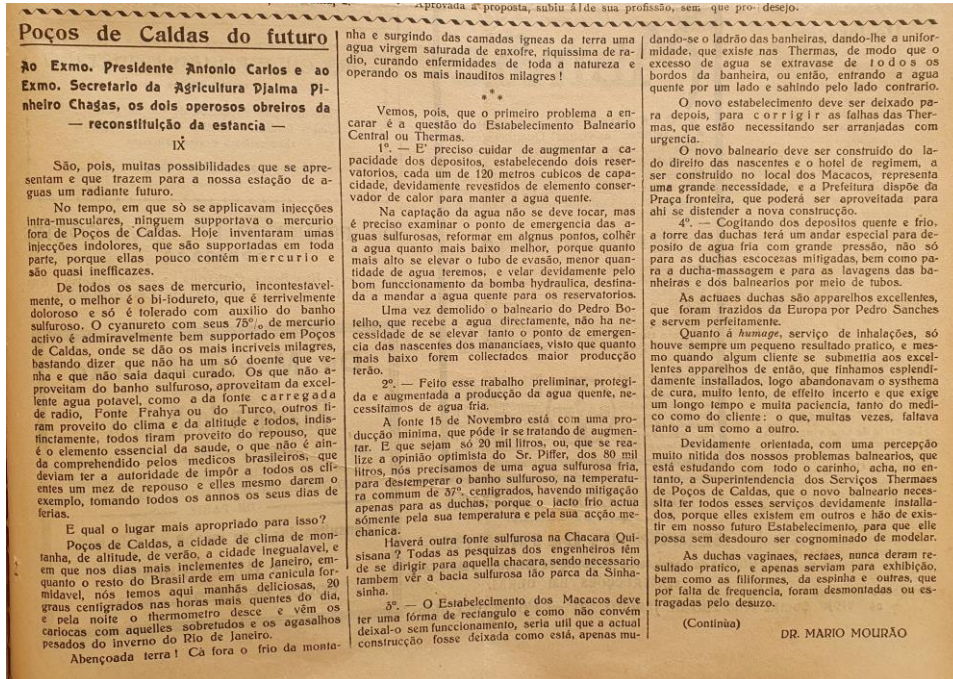 Aprovada a proposta, subiu á
de sua profissão, sem que pro-
desejo.
Poços de Caldas do futuro
Ao Exmo. Presidente Antonio Carlos e ao
Exmo. Secretario da Agricultura Djalma Pi-
nheiro Chagas, os dois operosos obreiros da
— reconstituição da estancia —
IX
São, pois, muitas possibilidades que se apre-
sentam e que trazem para a nossa estação de a-
guas um radiante futuro.
No tempo, em que sò se applicavam injecções
intra-musculares, ninguem supportava o mercurio
fora de Poços de Caldas. Hoje inventaram umas
injecções indolores, que são supportadas em toda
parte, porque ellas pouco contém mercurio e
são quasi inefficazes.
De todos os saes de mercurio, incontestavel-
mente, o melhor é o bi-iodureto, que é terrivelmente
doloroso e só é tolerado com auxilio do banho
sulfuroso. O cyanureto com seus 75% de mercurio
activo é admiravelmente bem supportado em Poços
de Caldas, onde se dão os mais incriveis milagres,
bastando dizer que não ha um só doente que ve-
nha e que não saia daqui curado. Os que não a-
proveitam do banho sulfuroso, aproveitam da excel-
lente agua potavel, como a da fonte carregada
de radio, Fonte Frahya ou do Turco, outros ti-
ram proveito do clima e da altitude e todos, indis-
tinctamente, todos tiram proveito do repouso, que
é o elemento essencial da saude, o que não é ain-
da comprehendido pelos medicos brasileiros, que
deviam ter a autoridade de impôr a todos os cli-
entes um mez de repouso e elles mesmo darem o
exemplo, tomando todos os annos os seus dias de
ferias.
E qual o lugar mais apropriado para isso?
Poços de Caldas, a cidade de clima de mon-
tanha, de altitude, de verão, a cidade inegualavel, e
em que nos dias mais inclementes de Janeiro, em-
quanto o resto do Brasil arde em uma canicula for-
midavel, nós temos aqui manhãs deliciosas, 20
graus centigrados nas horas mais quentes do dia,
e pela noite o thermometro desce e vêm os
cariocas com aquelles sobretudos e os agasalhos
pesados do inverno do Rio de Janeiro.
Abençoada terra! Cà fora o frio da monta-
nha e surgindo das camadas igneas da terra uma
agua virgem saturada de enxofre, riquissima de ra-
dio, curando enfermidades de toda a natureza e
operando os mais inauditos milagres!
* * *
Vemos, pois, que o primeiro problema a en-
carar é a questão do Estabelecimento Balneario
Central ou Thermas.
1º. — E' preciso cuidar de augmentar a ca-
pacidade dos depositos, estabelecendo dois reser-
vatorios, cada um de 120 metros cubicos de capa-
cidade, devidamente revestidos de elemento conser-
vador de calor para manter a agua quente.
Na captação da agua não se deve tocar, mas
é preciso examinar o ponto de emergencia das a-
guas sulfurosas, reformar em algnus pontos, colhêr
a agua quanto mais baixo melhor, porque quanto
mais alto se elevar o tubo de evasão, menor quan-
tidade de agua teremos, e velar devidamente pelo
bom funccionamento da bomba hydraulica, destina-
da a mandar a agua quente para os reservatorios.
Uma vez demolido o balneario do Pedro Bo-
telho, que recebe a agua directamente, não ha ne-
cessidade de se elevar tanto o ponto de emergen-
cia das nascentes dos mananciaes, visto que quanto
mais baixo forem collectados maior producção
terão.
2º. — Feito esse trabalho preliminar, protegi-
da e augmentada a producção da agua quente, ne-
cessitamos de agua fria.
A fonte 15 de Novembro está com uma pro-
ducção minima, que póde ir se tratando de augmen-
tar. E que sejam só 20 mil litros, ou, que se rea-
lize a opinião optimista do Sr. Piffer, dos 80 mil
litros, nós precisamos de uma agua sulfurosa fria,
para destemperar o banho sulfuroso, na temperatu-
ra commum de 37º. centigrados, havendo mitigação
apenas para as duchas, porque o jacto frio actua
sómente pela sua temperatura e pela sua acção me-
chanica.
Haverá outra fonte sulfurosa na Chacara Qui-
sisana? Todas as pesquizas dos engenheiros têm
de se dirigir para aquella chacara, sendo necessario
tambem vêr a bacia sulfurosa tão parca da Sinha-
sinha.
3º. — O Estabelecimento dos Macacos deve
ter uma fórma de rectangulo e como não convém
deixal-o sem funccionamento, seria util que a actual
construcção fosse deixada como está, apenas mu-
dando-se o ladrão das banheiras, dando-lhe a unifor-
midade, que existe nas Thermas, de modo que o
excesso de agua se extravase de todos os
bordos da banheira, ou então, entrando a agua
quente por um lado e sahindo pelo lado contrario.
O novo estabelecimento deve ser deixado pa-
ra depois, para corrigir as falhas das Ther-
mas, que estão necessitando ser arranjadas com
urgencia.
O novo balneario deve ser construido do la-
do direito das nascentes e o hotel de regimem, a
ser construido no local dos Macacos, representa
uma grande necessidade, e a Prefeitura dispõe da
Praça fronteira, que poderá ser aproveitada para
ahi se distender a nova construcção.
4º. — Cogitando dos depositos quente e frio,
a torre das duchas terá um andar especial para de-
posito de agua fria com grande pressão, não só
para as duchas escocezas mitigadas, bem como pa-
ra a ducha-massagem e para as lavagens das ba-
nheiras e dos balnearios por meio de tubos.
As actuaes duchas são apparelhos excellentes,
que foram trazidos da Europa por Pedro Sanches
e servem perfeitamente.
Quanto á humage, serviço de inhalações, só
houve sempre um pequeno resultado pratico, e mes-
mo quando algum cliente se submettia aos excel-
lentes apparelhos de então, que tinhamos esplendi-
damente installados, logo abandonavam o systhema
de cura, muito lento, de effeito incerto e que exige
um longo tempo e muita paciencia, tanto do medi-
co como do cliente: o que, muitas vezes, faltava
tanto a um como a outro.
Devidamente orientada, com uma percepção
muito nitida dos nossos problemas balnearios, que
está estudando com todo o carinho, acha, no en-
tanto, a Superintendencia dos Serviços Thermaes
de Poços de Caldas, que o novo balneario neces-
sita ter todos esses serviços devidamente installa-
dos, porque elles existem em outros e hão de exis-
tir em nosso futuro Estabelecimento, para que elle
possa sem desdouro ser cognominado de modelar.
As duchas vaginaes, rectaes, nunca deram re-
sultado pratico, e apenas serviam para exhibição,
bem como as filiformes, da espinha e outras, que
por falta de frequencia, foram desmontadas ou es-
tragadas pelo desuzo.
(Continùa)
DR. MARIO MOURÃO